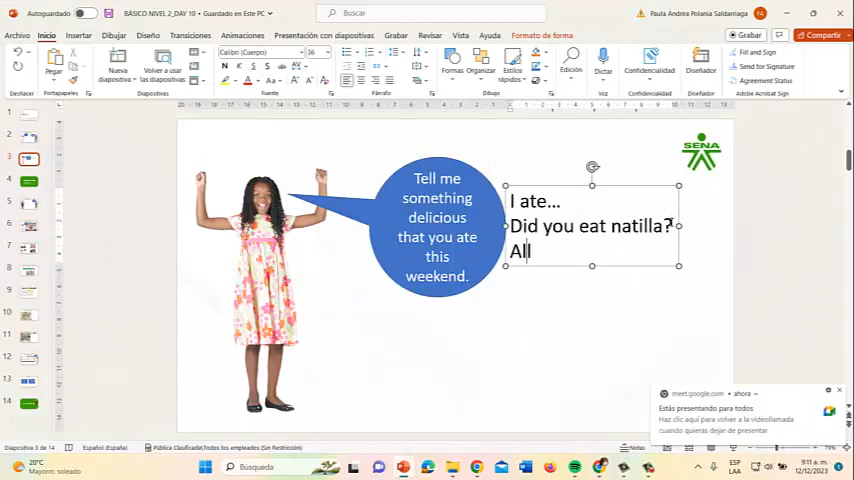 Autoguardado
BÁSICO NIVEL 2_DAY 10 • Guardado en Este PC
Buscar
Paula Andrea Polania Saldarriaga
Archivo
Inicio
Insertar
Dibujar
Diseño
Transiciones
Animaciones
Presentación con diapositivas
Grabar
Revisar
Vista
Ayuda
Formato de forma
Grabar
Compartir
Pegar
Nueva diapositiva
Volver a usar las diapositivas
Calibri (Cuerpo)
36
Formas
Organizar
Estilos rápidos
Edición
Dictar
Confidencialidad
Diseñador
Fill and Sign
Send for Signature
Agreement Status
Portapapeles
Diapositivas
Fuente
Párrafo
Dibujo
Voz
Confidencialidad
Diseñador
Adobe Acrobat Sign
SENA
Tell me
something
delicious
that you ate
this
weekend.
I ate...
Did you eat natilla?
All
meet.google.com • ahora
Estás presentando para todos
Haz clic aquí para volver a la videollamada
cuando quieras dejar de presentar
Diapositiva 3 de 14
Español (España)
Pública Clasificada\Todos los empleados (Sin Restricción)
Notas
79%
20°C
Mayorm. soleado
Búsqueda
ESP
LAA
9:11 a. m.
12/12/2023